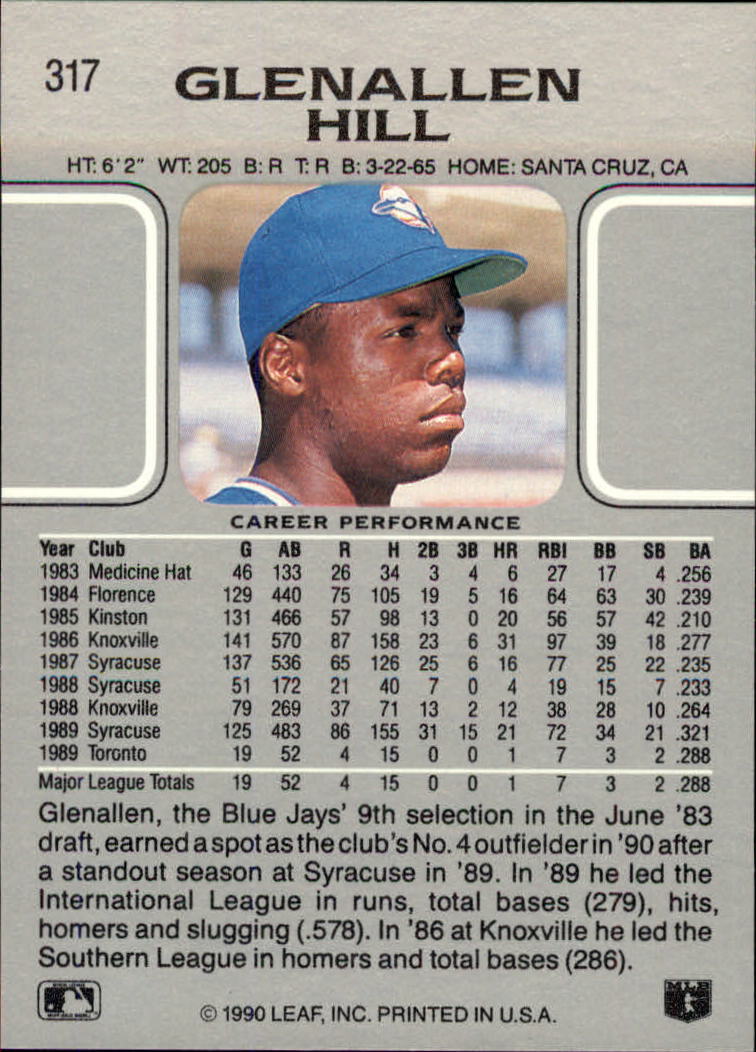 317
GLENALLEN
HILL
HT: 6'2" WT: 205 B: R T: R B: 3-22-65 HOME: SANTA CRUZ, CA
CAREER PERFORMANCE
Year Club G AB R H 2B 3B HR RBI BB SB BA
1983 Medicine Hat 46 133 26 34 3 4 6 27 17 4 .256
1984 Florence 129 440 75 105 19 5 16 64 63 30 .239
1985 Kinston 131 466 57 98 13 0 20 56 57 42 .210
1986 Knoxville 141 570 87 158 23 6 31 97 39 18 .277
1987 Syracuse 137 536 65 126 25 6 16 77 25 22 .235
1988 Syracuse 51 172 21 40 7 0 4 19 15 7 .233
1988 Knoxville 79 269 37 71 13 2 12 38 28 10 .264
1989 Syracuse 125 483 86 155 31 15 21 72 34 21 .321
1989 Toronto 19 52 4 15 0 0 1 7 3 2 .288
Major League Totals 19 52 4 15 0 0 1 7 3 2 .288
Glenallen, the Blue Jays' 9th selection in the June '83
draft, earned a spot as the club's No. 4 outfielder in '90 after
a standout season at Syracuse in '89. In '89 he led the
International League in runs, total bases (279), hits,
homers and slugging (.578). In '86 at Knoxville he led the
Southern League in homers and total bases (286).
© 1990 LEAF, INC. PRINTED IN U.S.A.
MLB